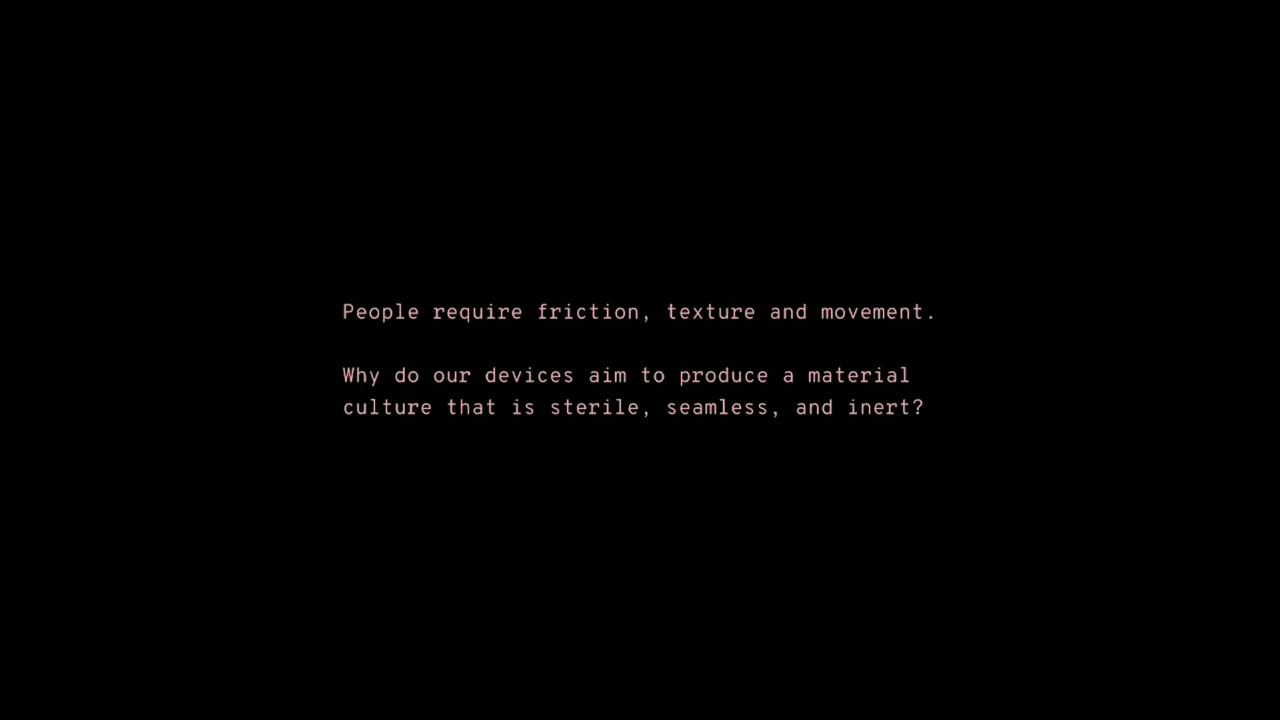 People require friction, texture and movement.
Why do our devices aim to produce a material
culture that is sterile, seamless, and inert?